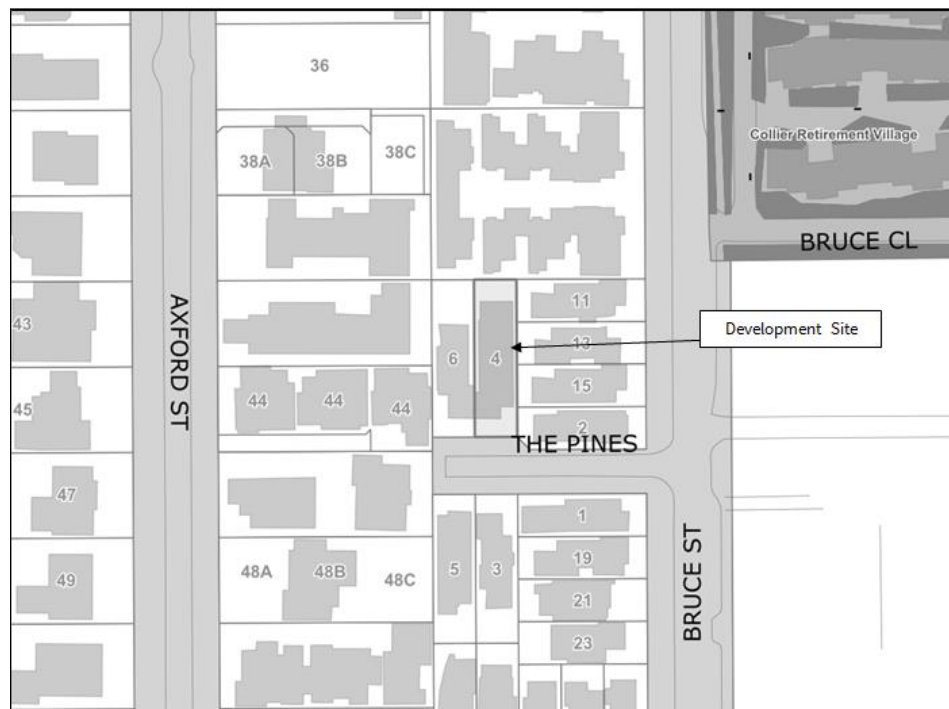 36
38A
38B
38C
Collier Retirement Village
BRUCE CL
AXFORD ST
43
11
13
Development Site
6
4
15
44
44
44
45
2
THE PINES
47
1
BRUCE ST
49
48A
48B
48C
5
3
19
21
23